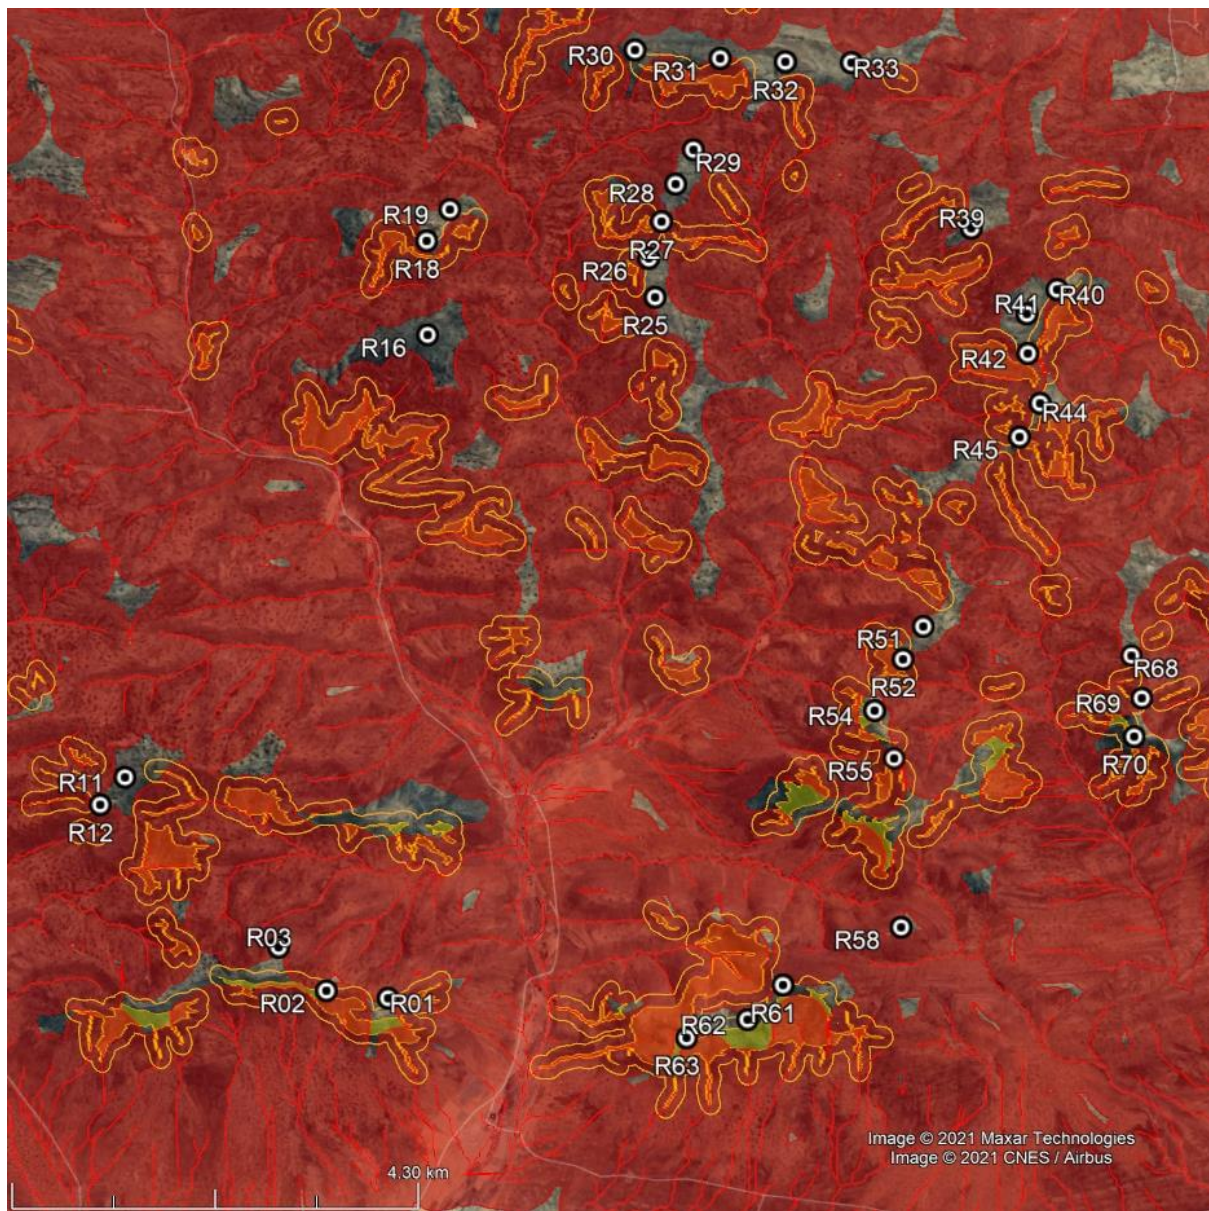 R30
R31
R33
R32
R29
R28
R19
R39
R27
R18
R26
R40
R25
R41
R16
R42
R44
R45
R51
R68
R52
R69
R54
R70
R55
R11
R12
R03
R58
R02
R01
R61
R62
R63
Image © 2021 Maxar Technologies
Image © 2021 CNES / Airbus
4.30 km